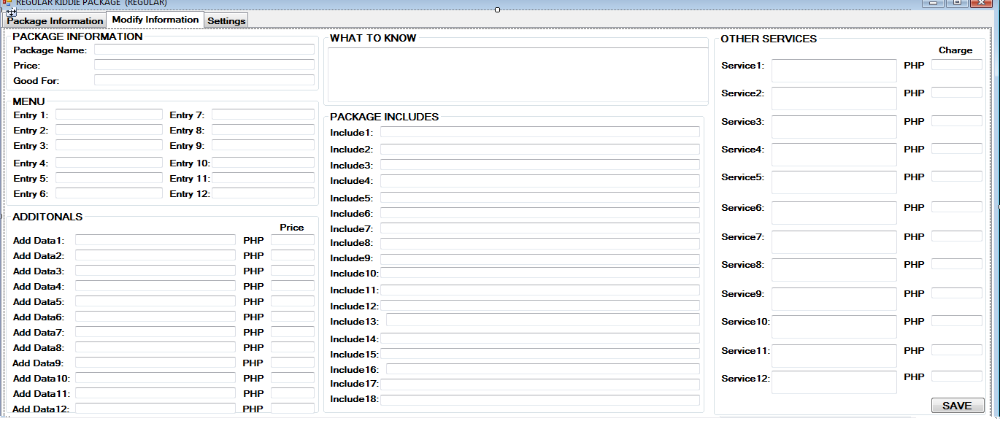 REGULAR KIDDIE PACKAGE (REGULAR)
Package Information Modify Information Settings
PACKAGE INFORMATION
Package Name:
Price:
Good For:
MENU
Entry 1: Entry 7:
Entry 2: Entry 8:
Entry 3: Entry 9:
Entry 4: Entry 10:
Entry 5: Entry 11:
Entry 6: Entry 12:
ADDITONALS
Price
Add Data1: PHP
Add Data2: PHP
Add Data3: PHP
Add Data4: PHP
Add Data5: PHP
Add Data6: PHP
Add Data7: PHP
Add Data8: PHP
Add Data9: PHP
Add Data10: PHP
Add Data11: PHP
Add Data12: PHP
WHAT TO KNOW
PACKAGE INCLUDES
Include1:
Include2:
Include3:
Include4:
Include5:
Include6:
Include7:
Include8:
Include9:
Include10:
Include11:
Include12:
Include13:
Include14:
Include15:
Include16:
Include17:
Include18:
OTHER SERVICES
Charge
Service1: PHP
Service2: PHP
Service3: PHP
Service4: PHP
Service5: PHP
Service6: PHP
Service7: PHP
Service8: PHP
Service9: PHP
Service10: PHP
Service11: PHP
Service12: PHP
SAVE